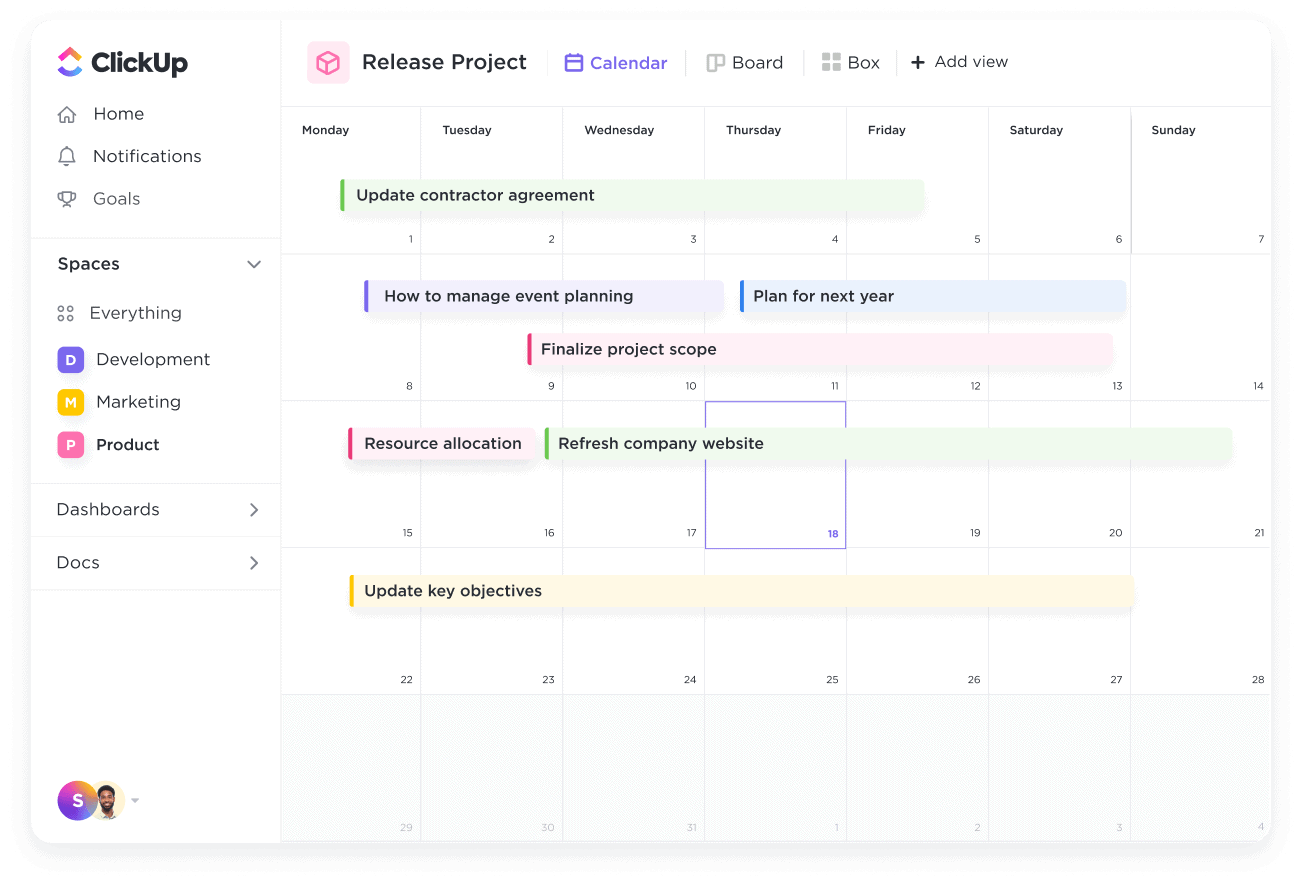 ClickUp
Home
Notifications
Goals
Spaces
Everything
D Development
M Marketing
P Product
Dashboards
Docs
S
Release Project Calendar Board Box + Add view
Monday Tuesday Wednesday Thursday Friday Saturday Sunday
Update contractor agreement
1 2 3 4 5 6 7
How to manage event planning Plan for next year
Finalize project scope
8 9 10 11 12 13 14
Resource allocation Refresh company website
15 16 17 18 19 20 21
Update key objectives
22 23 24 25 26 27 28
29 30 31 1 2 3 4